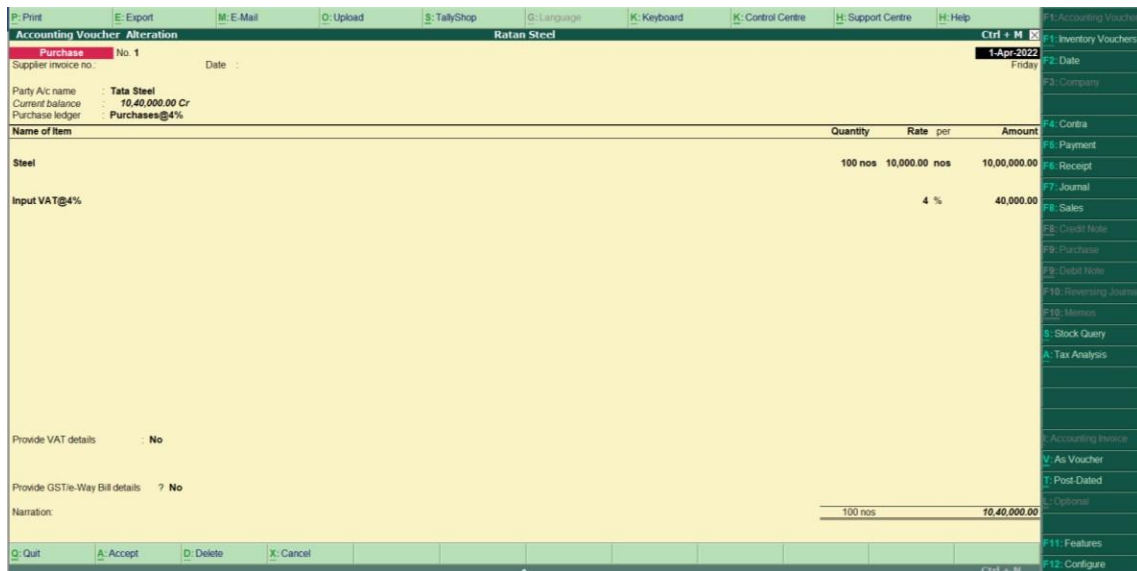 P: Print E: Export M: E-Mail O: Upload S: TallyShop G: Language K: Keyboard K: Control Centre H: Support Centre H: Help
Accounting Voucher Alteration Ratan Steel Ctrl + M
Purchase No. 1 1-Apr-2022
Supplier invoice no.: Date : Friday
Party A/c name : Tata Steel
Current balance : 10,40,000.00 Cr
Purchase ledger : Purchases@4%
Name of Item Quantity Rate per Amount
Steel 100 nos 10,000.00 nos 10,00,000.00
Input VAT@4% 4 % 40,000.00
Provide VAT details : No
Provide GST/e-Way Bill details ? No
Narration: 100 nos 10,40,000.00
Q: Quit A: Accept D: Delete X: Cancel
Ctrl + N
F1: Accounting Vouche
F1: Inventory Vouchers
F2: Date
F3: Company
F4: Contra
F5: Payment
F6: Receipt
F7: Journal
F8: Sales
F8: Credit Note
F9: Purchase
F9: Debit Note
F10: Reversing Journa
F10: Memos
S: Stock Query
A: Tax Analysis
I: Accounting Invoice
V: As Voucher
T: Post-Dated
L: Optional
F11: Features
F12: Configure